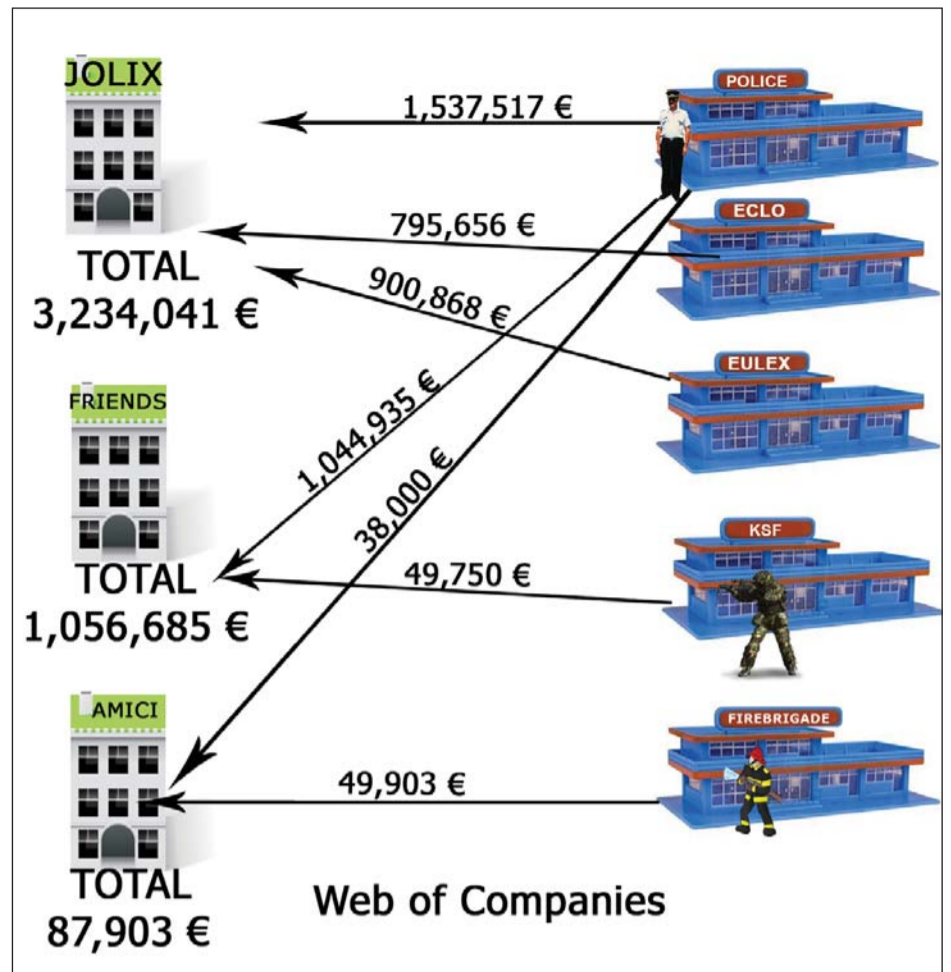 JOLIX
POLICE
1,537,517 €
ECLO
795,656 €
TOTAL
3,234,041 €
900,868 €
EULEX
FRIENDS
1,044,935 €
38,000 €
KSF
49,750 €
TOTAL
1,056,685 €
AMICI
FIREBRIGADE
49,903 €
TOTAL
87,903 €
Web of Companies